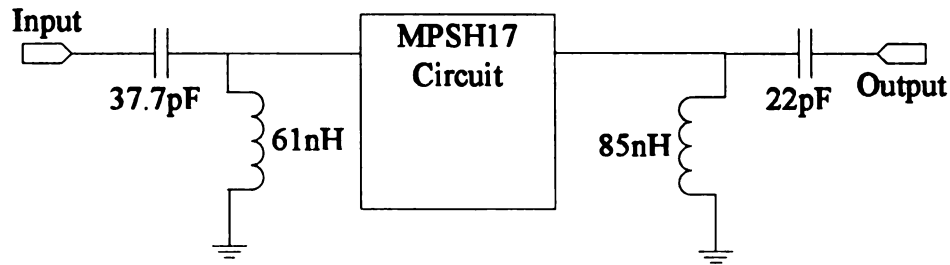 Input
37.7pF
61nH
MPSH17
Circuit
85nH
22pF
Output